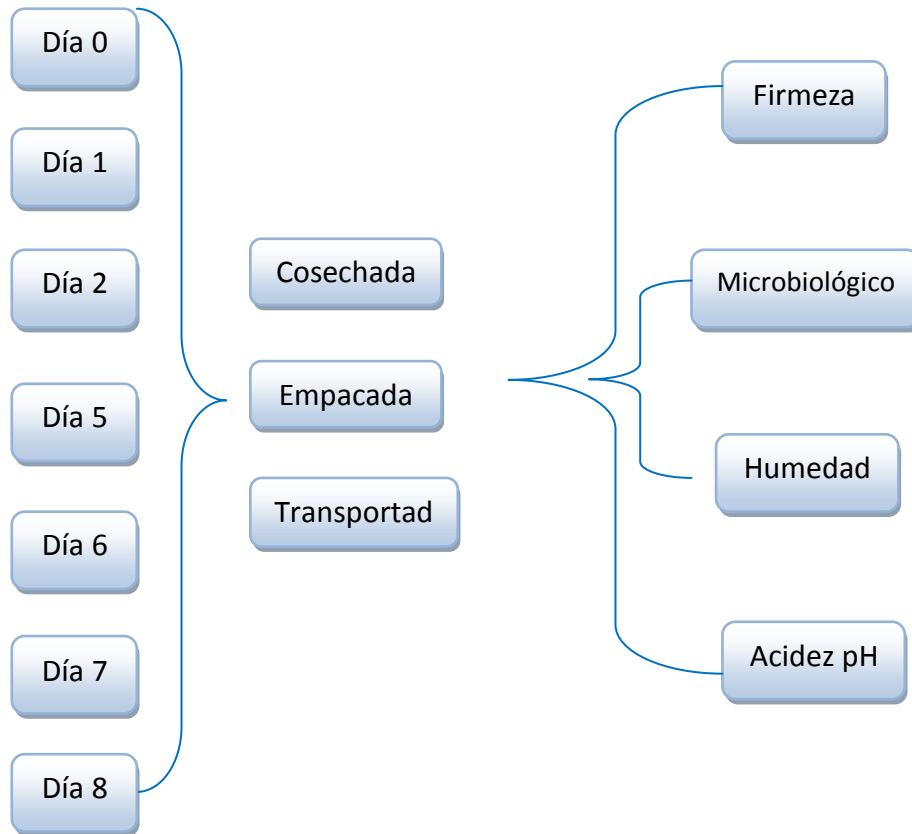 Día 0
Día 1
Día 2
Día 5
Día 6
Día 7
Día 8
Cosechada
Empacada
Transportad
Firmeza
Microbiológico
Humedad
Acidez pH